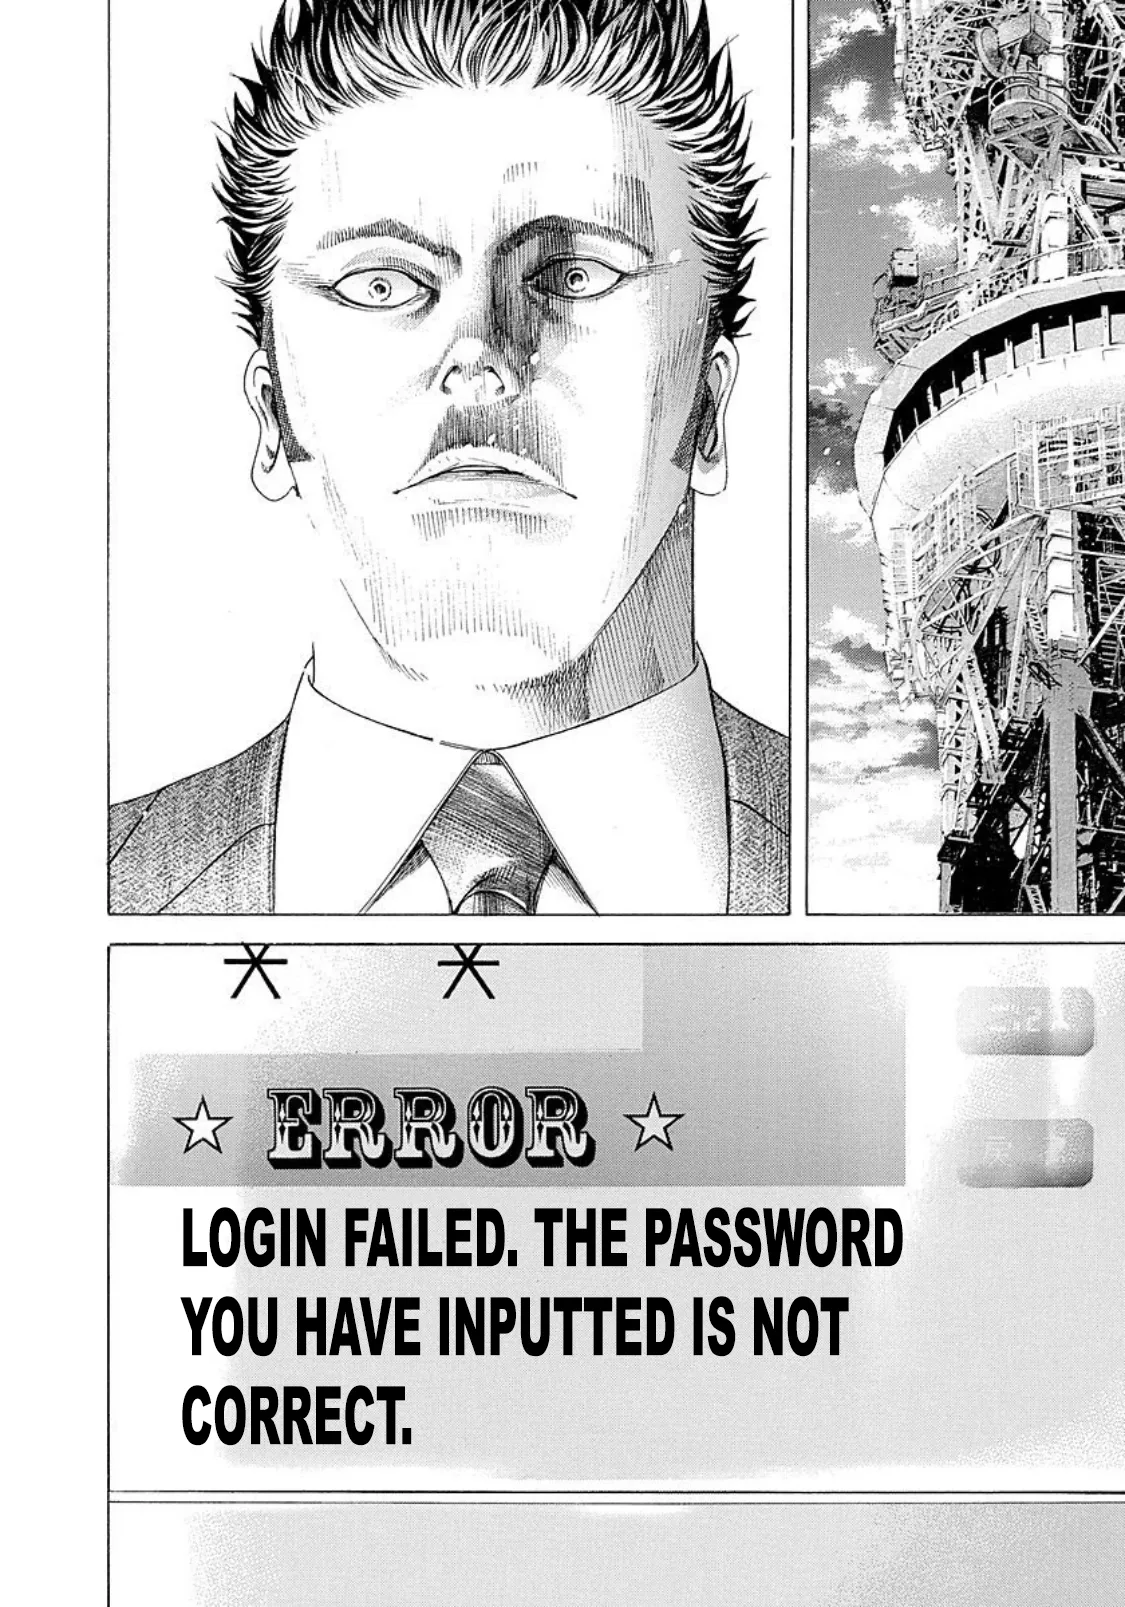 * *
☆ ERROR ☆
LOGIN FAILED. THE PASSWORD
YOU HAVE INPUTTED IS NOT
CORRECT.